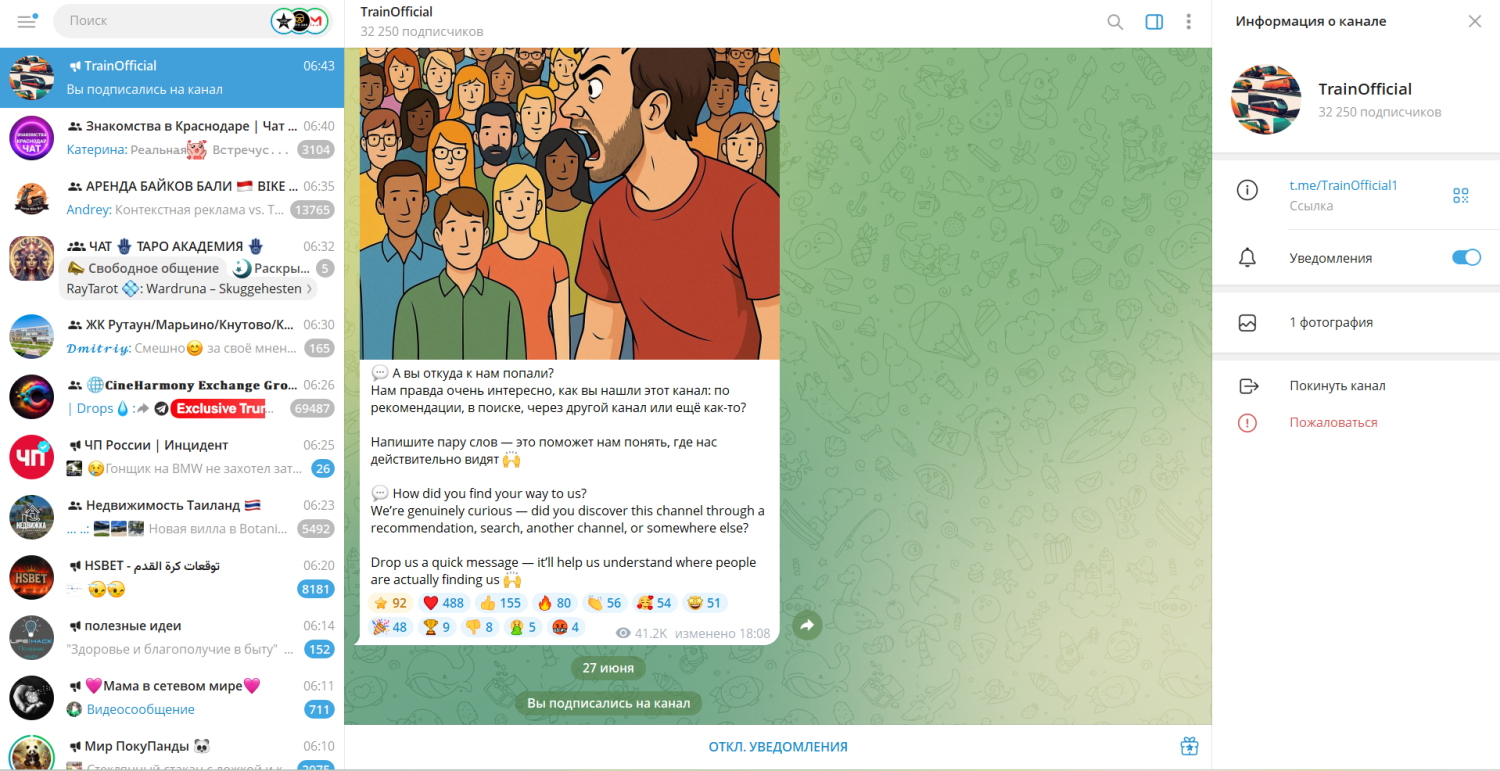 Поиск
TrainOfficial
06:43
Вы подписались на канал
ЗНАКОМСТВА
КРАСНОДАР
ЧАТ
Знакомства в Краснодаре | Чат ...
06:40
Катерина: Реальная Встречус...
3104
АРЕНДА БАЙКОВ БАЛИ 🇮🇩 BIKE ...
06:35
Andrey: Контекстная реклама vs. Т...
13765
ЧАТ 🪬 ТАРО АКАДЕМИЯ 🪬
06:32
Свободное общение Раскры...
5
RayTarot 💠: Wardruna – Skuggehesten
ЖК Рутаун/Марьино/Кнутово/К...
06:30
𝓓𝓶𝓲𝓽𝓻𝓲𝔂: Смешно😊 за своё мнен...
165
🌐CineHarmony Exchange Gro...
06:26
| Drops💧: Exclusive Trur
69487
ЧП
ЧП России | Инцидент
06:25
😢Гонщик на BMW не захотел зат...
26
НЕДВИЖКА
Недвижимость Таиланд 🇹🇭
06:23
... ..: Новая вилла в Botani...
5492
HSBET
HSBET - توقعات كرة القدم
06:20
8181
LIFE HACK
полезные идеи
06:14
"Здоровье и благополучие в быту" ...
152
🩷Мама в сетевом мире🩷
06:11
Видеосообщение
711
Мир ПокуПанды 🐼
06:10
Стеклянный стакан с ложкой и к...
2075
TrainOfficial
32 250 подписчиков
💬 А вы откуда к нам попали?
Нам правда очень интересно, как вы нашли этот канал: по
рекомендации, в поиске, через другой канал или ещё как-то?
Напишите пару слов — это поможет нам понять, где нас
действительно видят 🙌
💬 How did you find your way to us?
We're genuinely curious — did you discover this channel through a
recommendation, search, another channel, or somewhere else?
Drop us a quick message — it'll help us understand where people
are actually finding us 🙌
⭐ 92 ❤️ 488 👍 155 🔥 80 👏 56 🥰 54 🤩 51
🎉 48 🏆 9 👎 8 🤮 5 🤬 4
41.2K изменено 18:08
27 июня
Вы подписались на канал
ОТКЛ. УВЕДОМЛЕНИЯ
Информация о канале
TrainOfficial
32 250 подписчиков
t.me/TrainOfficial1
Ссылка
Уведомления
1 фотография
Покинуть канал
Пожаловаться